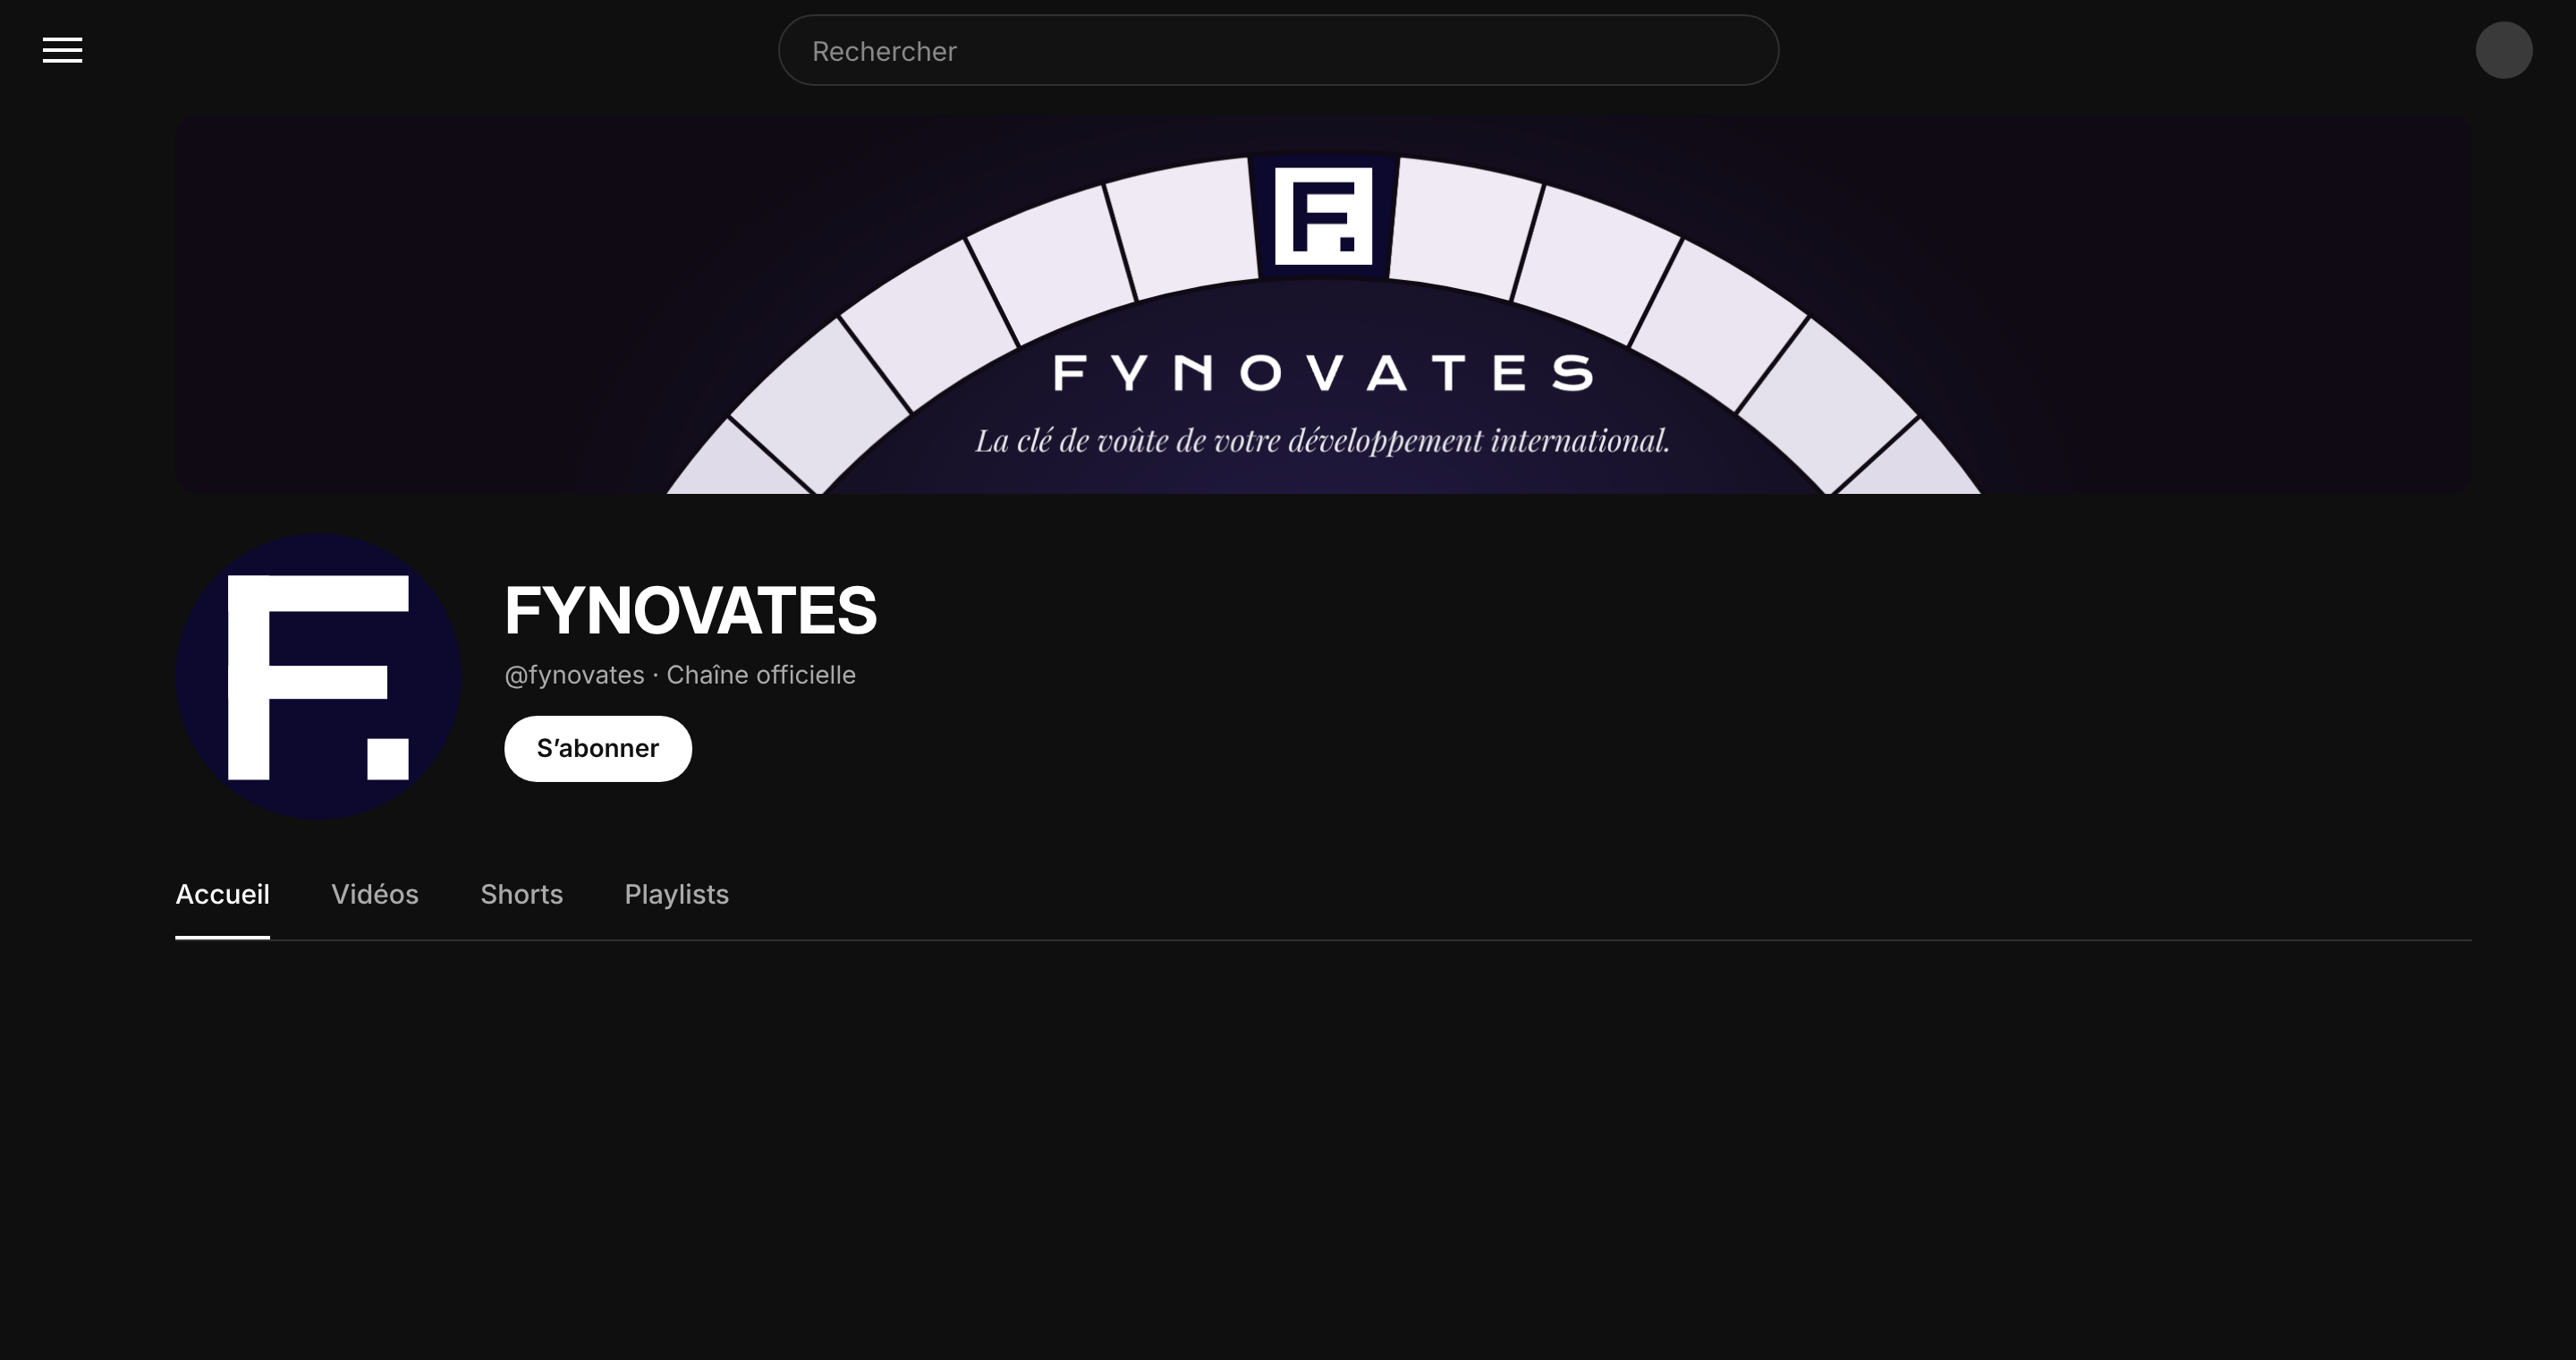 Rechercher
F.
FYNOVATES
La clé de voûte de votre développement international.
F.
FYNOVATES
@fynovates · Chaîne officielle
S’abonner
Accueil Vidéos Shorts Playlists